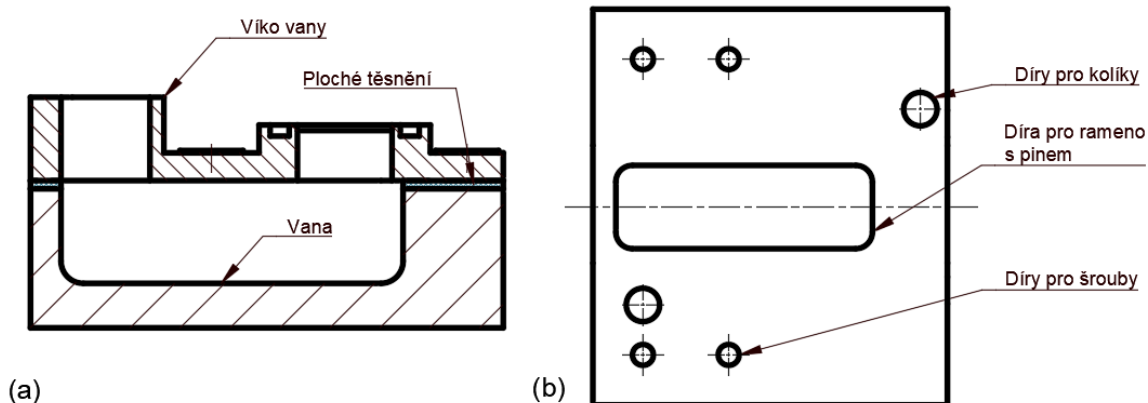 Víko vany
Ploché těsnění
Vana
(a)
Díry pro kolíky
Díra pro rameno
s pinem
Díry pro šrouby
(b)